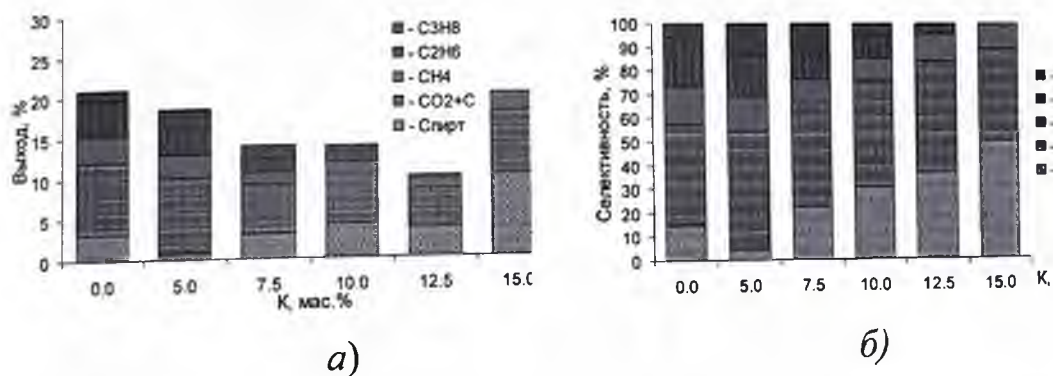 30
25
20
15
10
5
0
Выход, %
- C3H8
- C2H6
- CH4
- CO2+C
- Спирт
0.0 5.0 7.5 10.0 12.5 15.0
К, мас.%
а)
100
90
80
70
60
50
40
30
20
10
0
Селективность, %
-
-
-
-
-
0.0 5.0 7.5 10.0 12.5 15.0 К,
б)